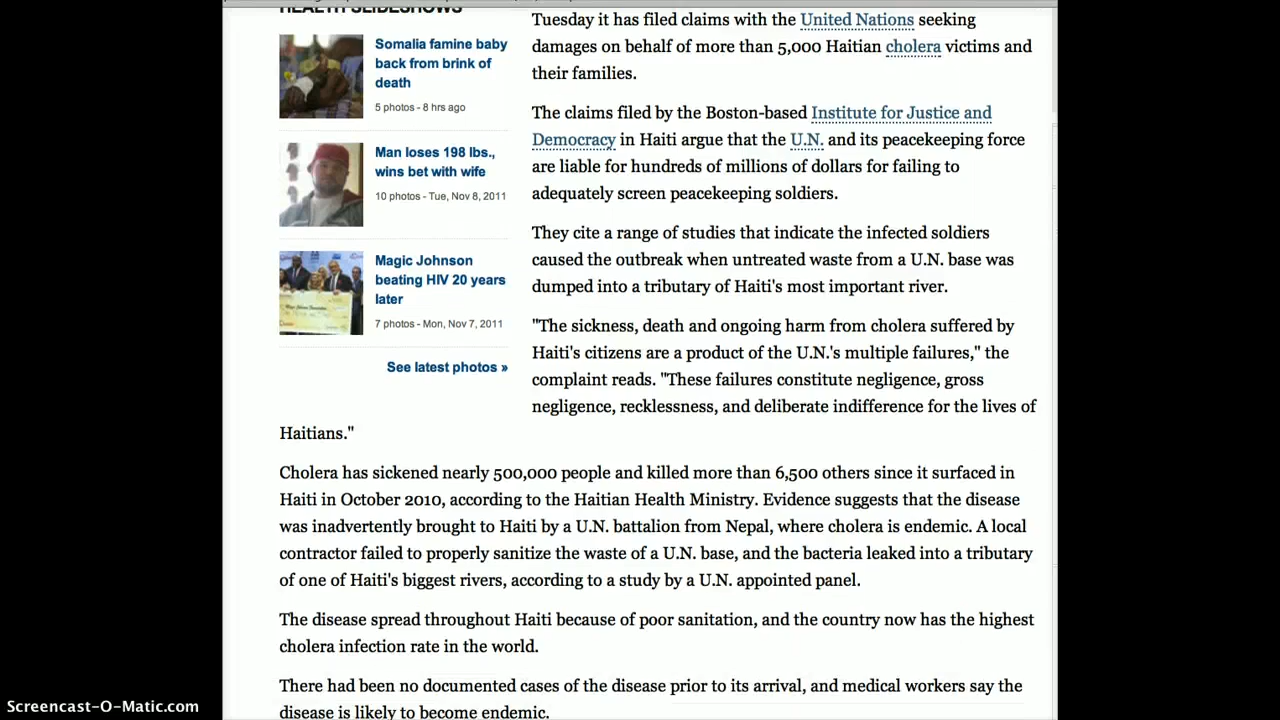 HEALTH SLIDESHOWS
Somalia famine baby
back from brink of
death
5 photos - 8 hrs ago
Man loses 198 lbs.,
wins bet with wife
10 photos - Tue, Nov 8, 2011
Magic Johnson
beating HIV 20 years
later
7 photos - Mon, Nov 7, 2011
See latest photos »
Tuesday it has filed claims with the United Nations seeking
damages on behalf of more than 5,000 Haitian cholera victims and
their families.
The claims filed by the Boston-based Institute for Justice and
Democracy in Haiti argue that the U.N. and its peacekeeping force
are liable for hundreds of millions of dollars for failing to
adequately screen peacekeeping soldiers.
They cite a range of studies that indicate the infected soldiers
caused the outbreak when untreated waste from a U.N. base was
dumped into a tributary of Haiti's most important river.
"The sickness, death and ongoing harm from cholera suffered by
Haiti's citizens are a product of the U.N.'s multiple failures," the
complaint reads. "These failures constitute negligence, gross
negligence, recklessness, and deliberate indifference for the lives of
Haitians."
Cholera has sickened nearly 500,000 people and killed more than 6,500 others since it surfaced in
Haiti in October 2010, according to the Haitian Health Ministry. Evidence suggests that the disease
was inadvertently brought to Haiti by a U.N. battalion from Nepal, where cholera is endemic. A local
contractor failed to properly sanitize the waste of a U.N. base, and the bacteria leaked into a tributary
of one of Haiti's biggest rivers, according to a study by a U.N. appointed panel.
The disease spread throughout Haiti because of poor sanitation, and the country now has the highest
cholera infection rate in the world.
There had been no documented cases of the disease prior to its arrival, and medical workers say the
disease is likely to become endemic.
Screencast-O-Matic.com